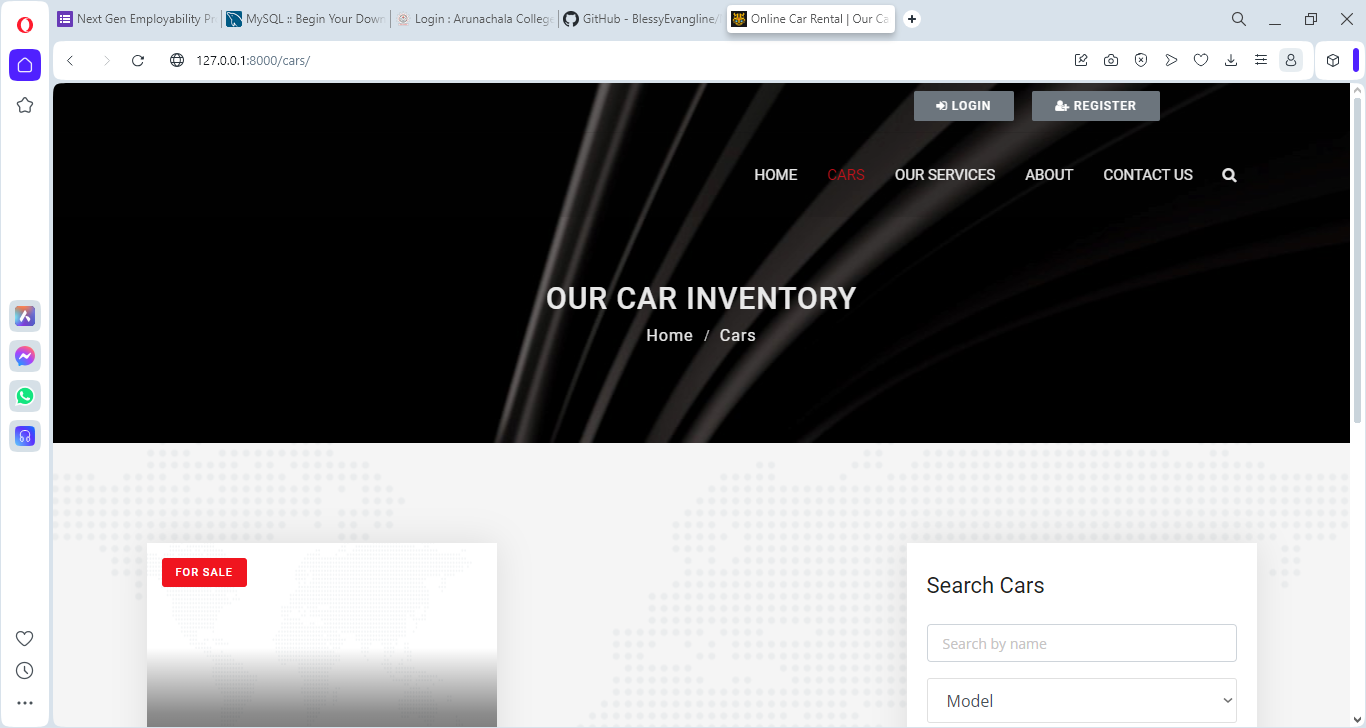 Next Gen Employability Pr
MySQL :: Begin Your Down
Login : Arunachala College
GitHub - BlessyEvangline/
Online Car Rental | Our Ca
127.0.0.1:8000/cars/
LOGIN
REGISTER
HOME
CARS
OUR SERVICES
ABOUT
CONTACT US
OUR CAR INVENTORY
Home / Cars
FOR SALE
Search Cars
Search by name
Model